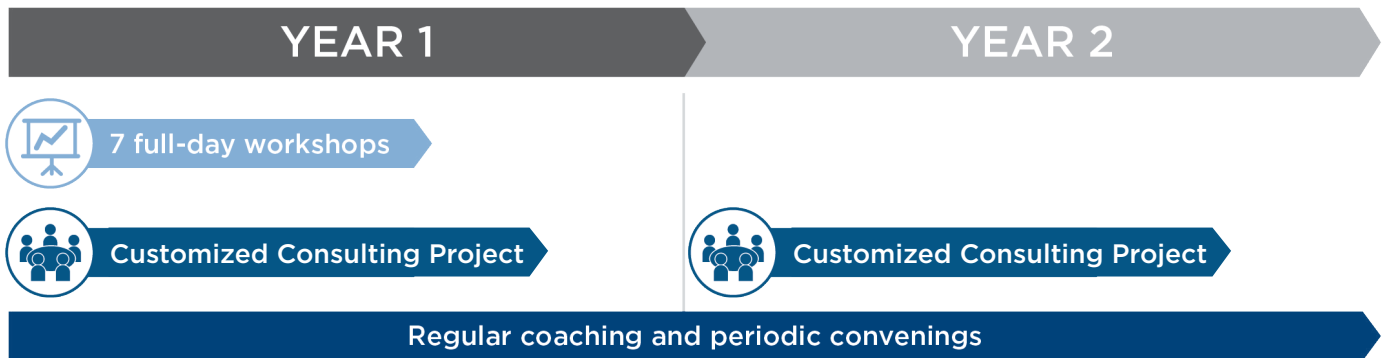 YEAR 1
YEAR 2
7 full-day workshops
Customized Consulting Project
Customized Consulting Project
Regular coaching and periodic convenings